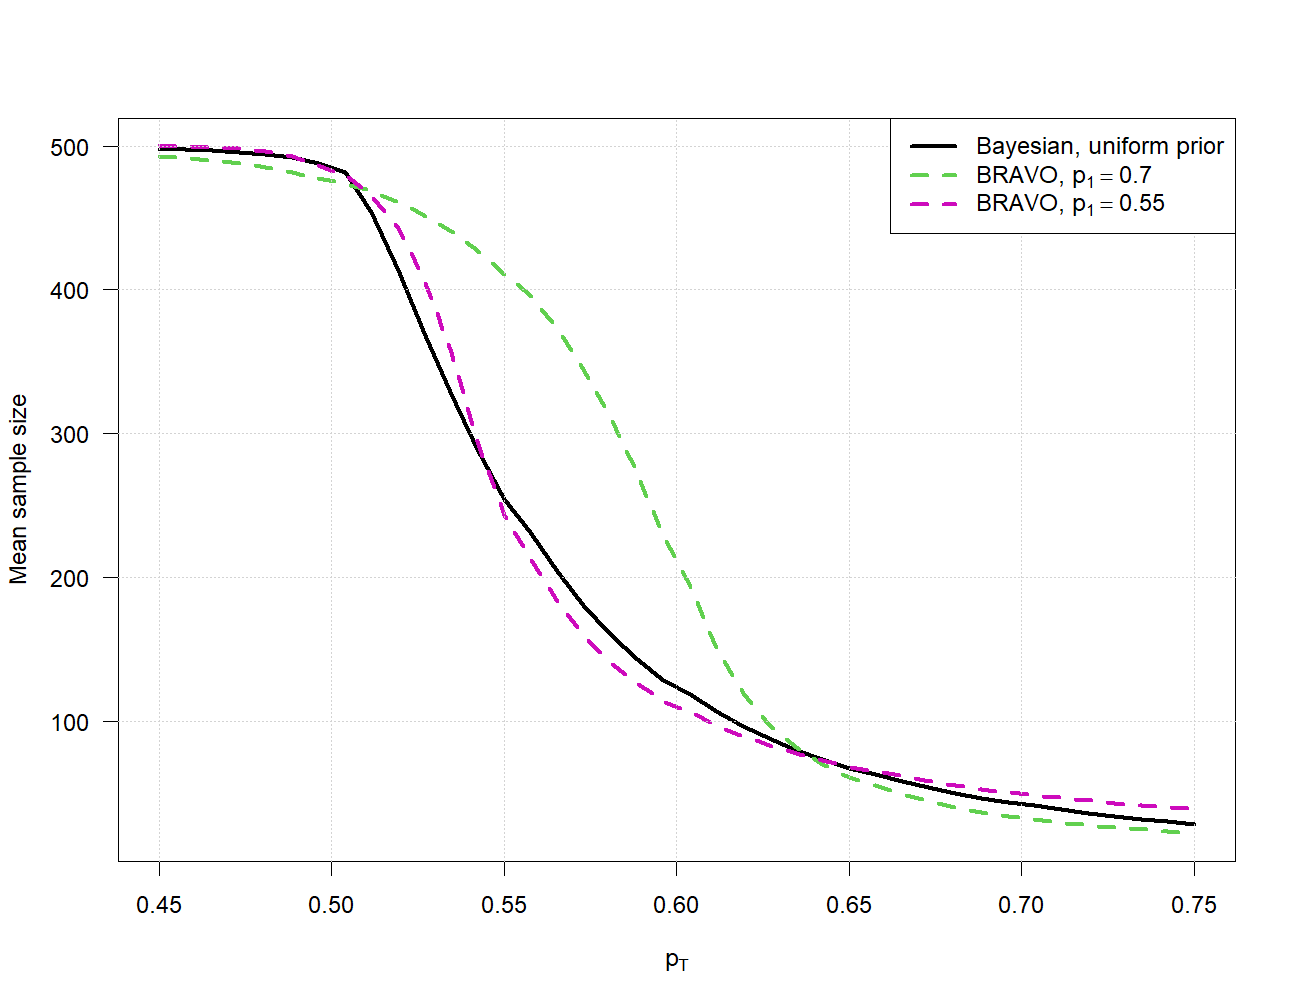 Bayesian, uniform prior
BRAVO, p₁ = 0.7
BRAVO, p₁ = 0.55
Mean sample size
500
400
300
200
100
0.45 0.50 0.55 0.60 0.65 0.70 0.75
p_T